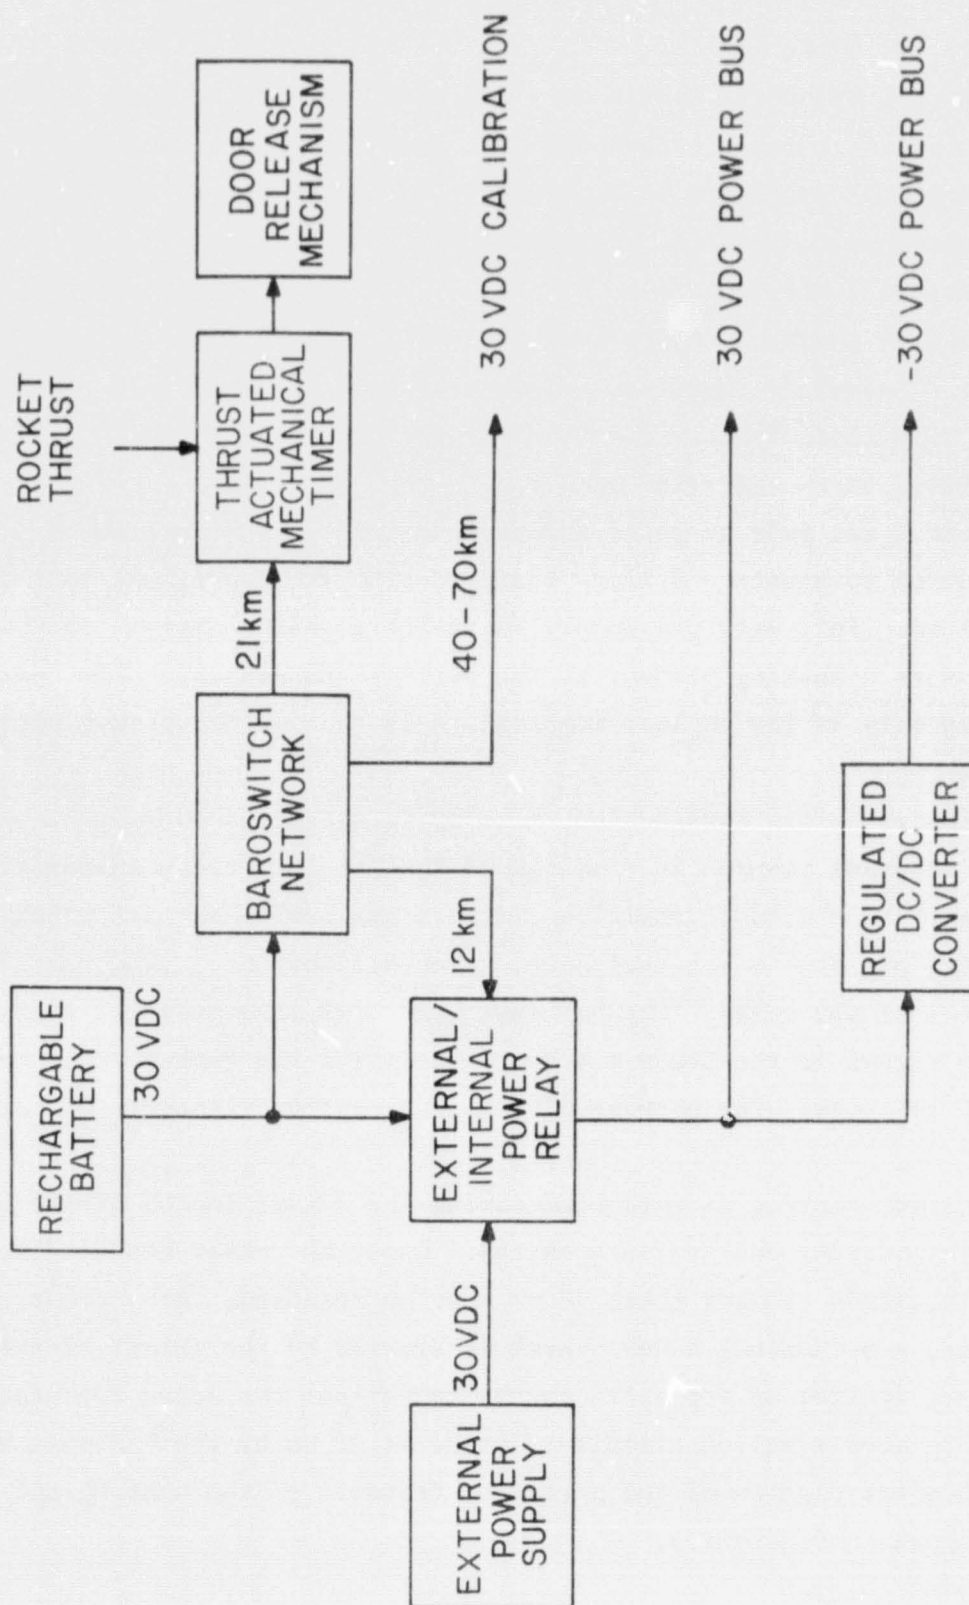 ROCKET
THRUST
RECHARGABLE
BATTERY
30 VDC
BAROSWITCH
NETWORK
21 km
THRUST
ACTUATED
MECHANICAL
TIMER
DOOR
RELEASE
MECHANISM
EXTERNAL
POWER
SUPPLY
30 VDC
EXTERNAL/
INTERNAL
POWER
RELAY
12 km
40-70 km
30 VDC CALIBRATION
30 VDC POWER BUS
REGULATED
DC/DC
CONVERTER
-30 VDC POWER BUS